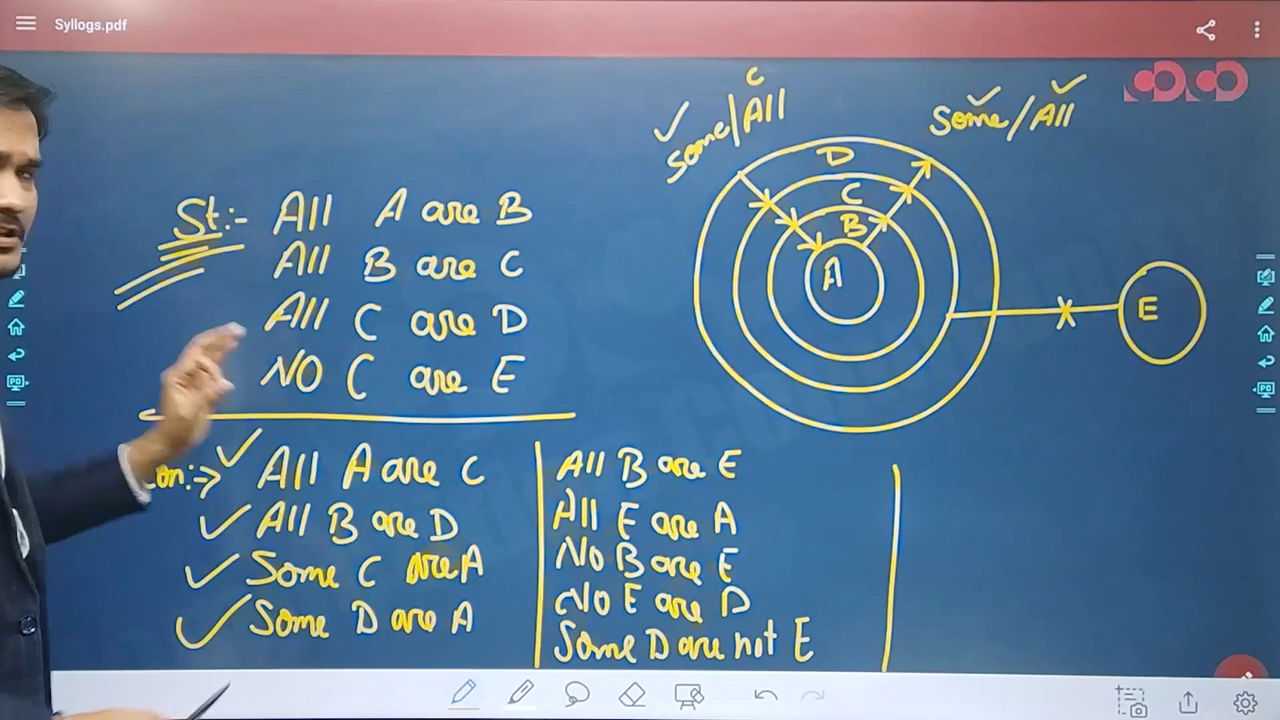 Syllogs.pdf
St:- All A are B
All B are C
All C are D
NO C are E
Con:-> All A are C
All B are D
Some C are A
Some D are A
All B are E
All E are A
No B are E
No E are D
Some D are not E
C
Some/All
Some/All
D
C
B
A
E